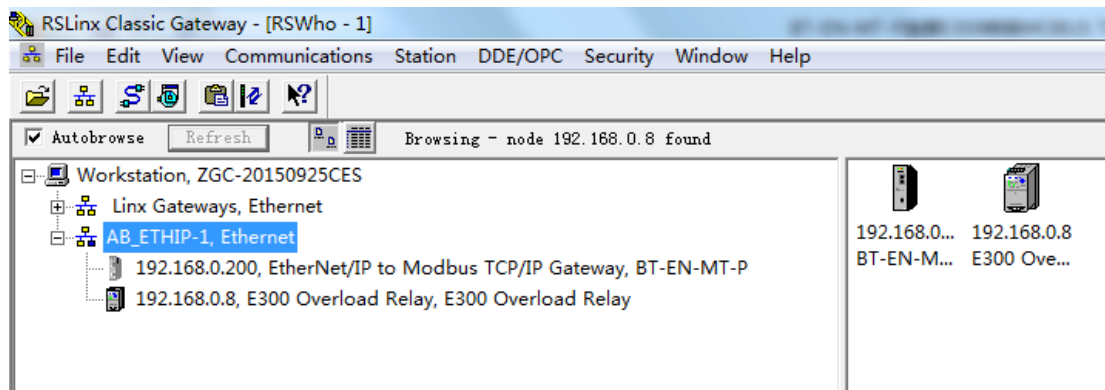 RSLinx Classic Gateway - [RSWho - 1]
File Edit View Communications Station DDE/OPC Security Window Help
Autobrowse Refresh Browsing - node 192.168.0.8 found
Workstation, ZGC-20150925CES
Linx Gateways, Ethernet
AB_ETHIP-1, Ethernet
192.168.0.200, EtherNet/IP to Modbus TCP/IP Gateway, BT-EN-MT-P
192.168.0.8, E300 Overload Relay, E300 Overload Relay
192.168.0... 192.168.0.8
BT-EN-M... E300 Ove...